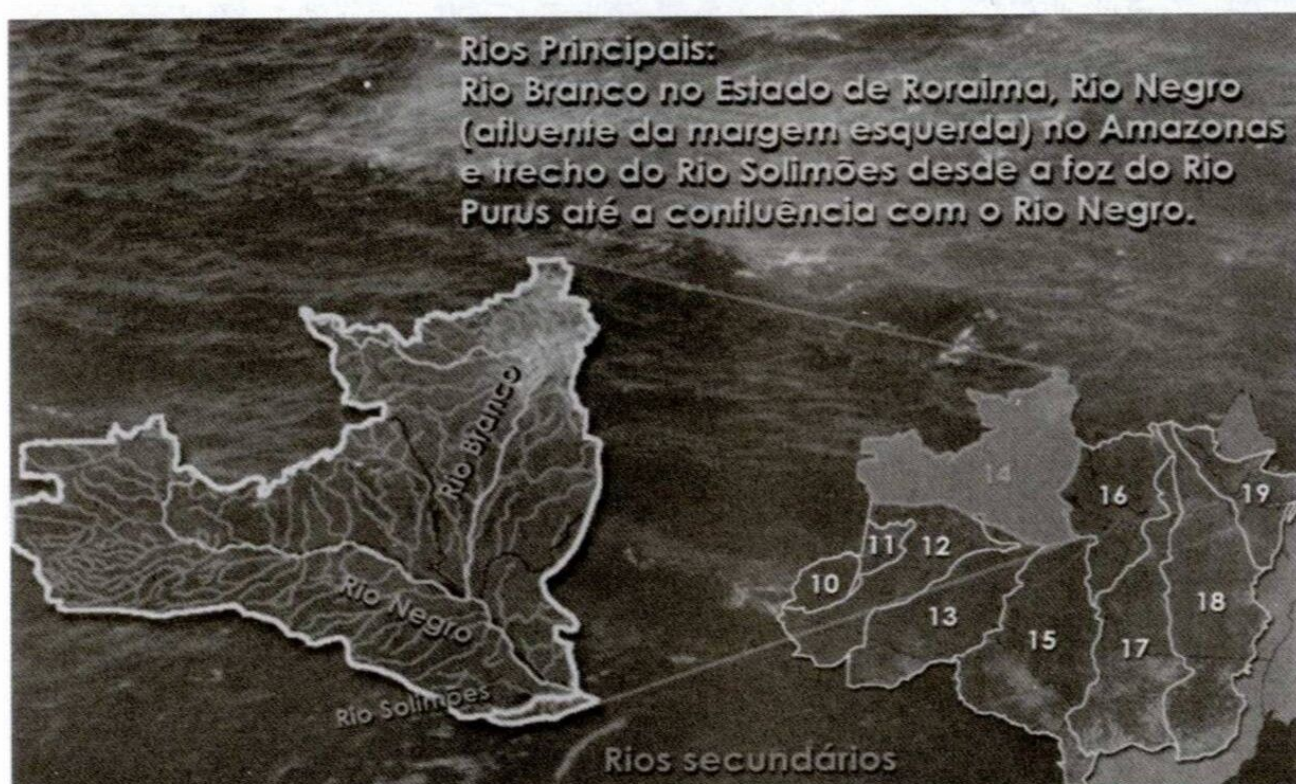 Rios Principais:
Rio Branco no Estado de Roraima, Rio Negro
(afluente da margem esquerda) no Amazonas
e trecho do Rio Solimões desde a foz do Rio
Purus até a confluência com o Rio Negro.
Rio Branco
Rio Negro
Rio Solimões
14
16
19
11
12
10
13
15
17
18
Rios secundários